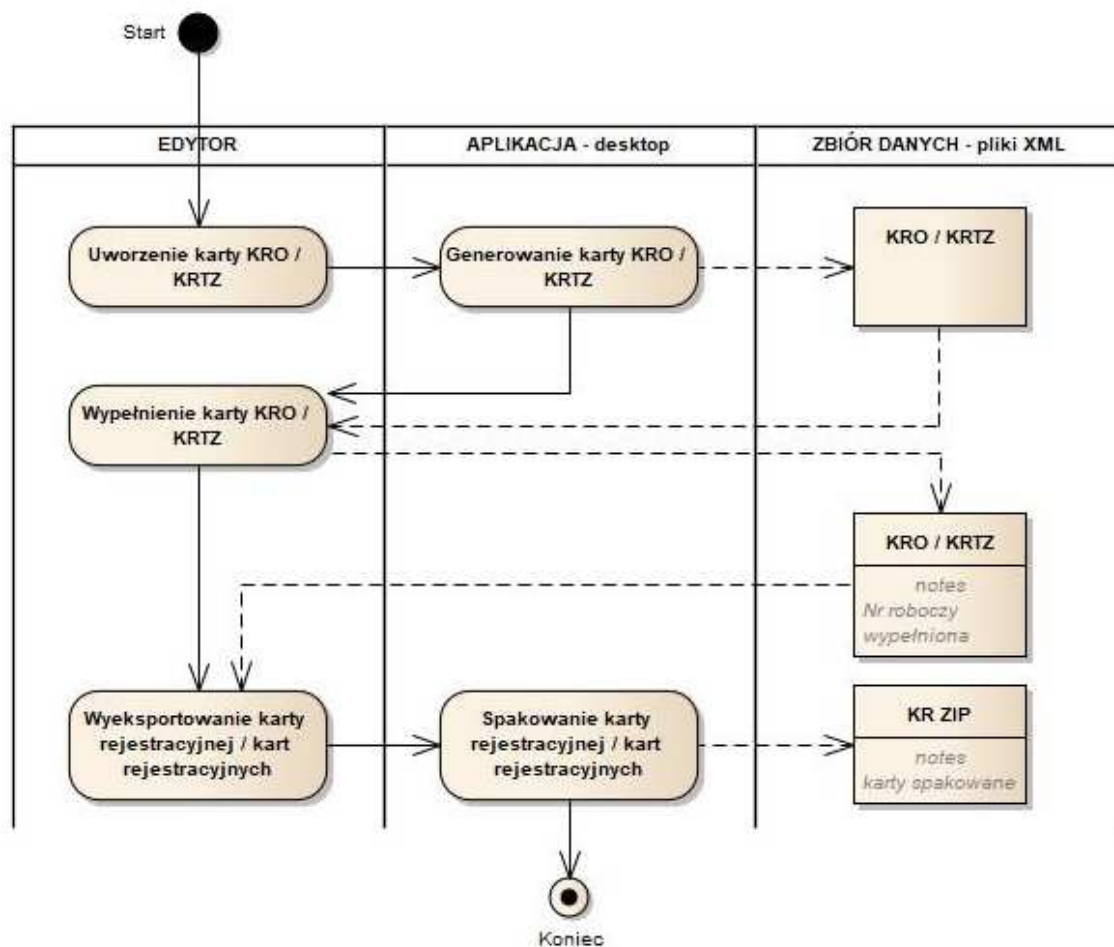 Start
EDYTOR
APLIKACJA - desktop
ZBIÓR DANYCH - pliki XML
Uworzenie karty KRO /
KRTZ
Generowanie karty KRO /
KRTZ
KRO / KRTZ
Wypełnienie karty KRO /
KRTZ
KRO / KRTZ
notes
Nr roboczy
wypełniona
Wyeksportowanie karty
rejestracyjnej / kart
rejestracyjnych
Spakowanie karty
rejestracyjnej / kart
rejestracyjnych
KR ZIP
notes
karty spakowane
Koniec